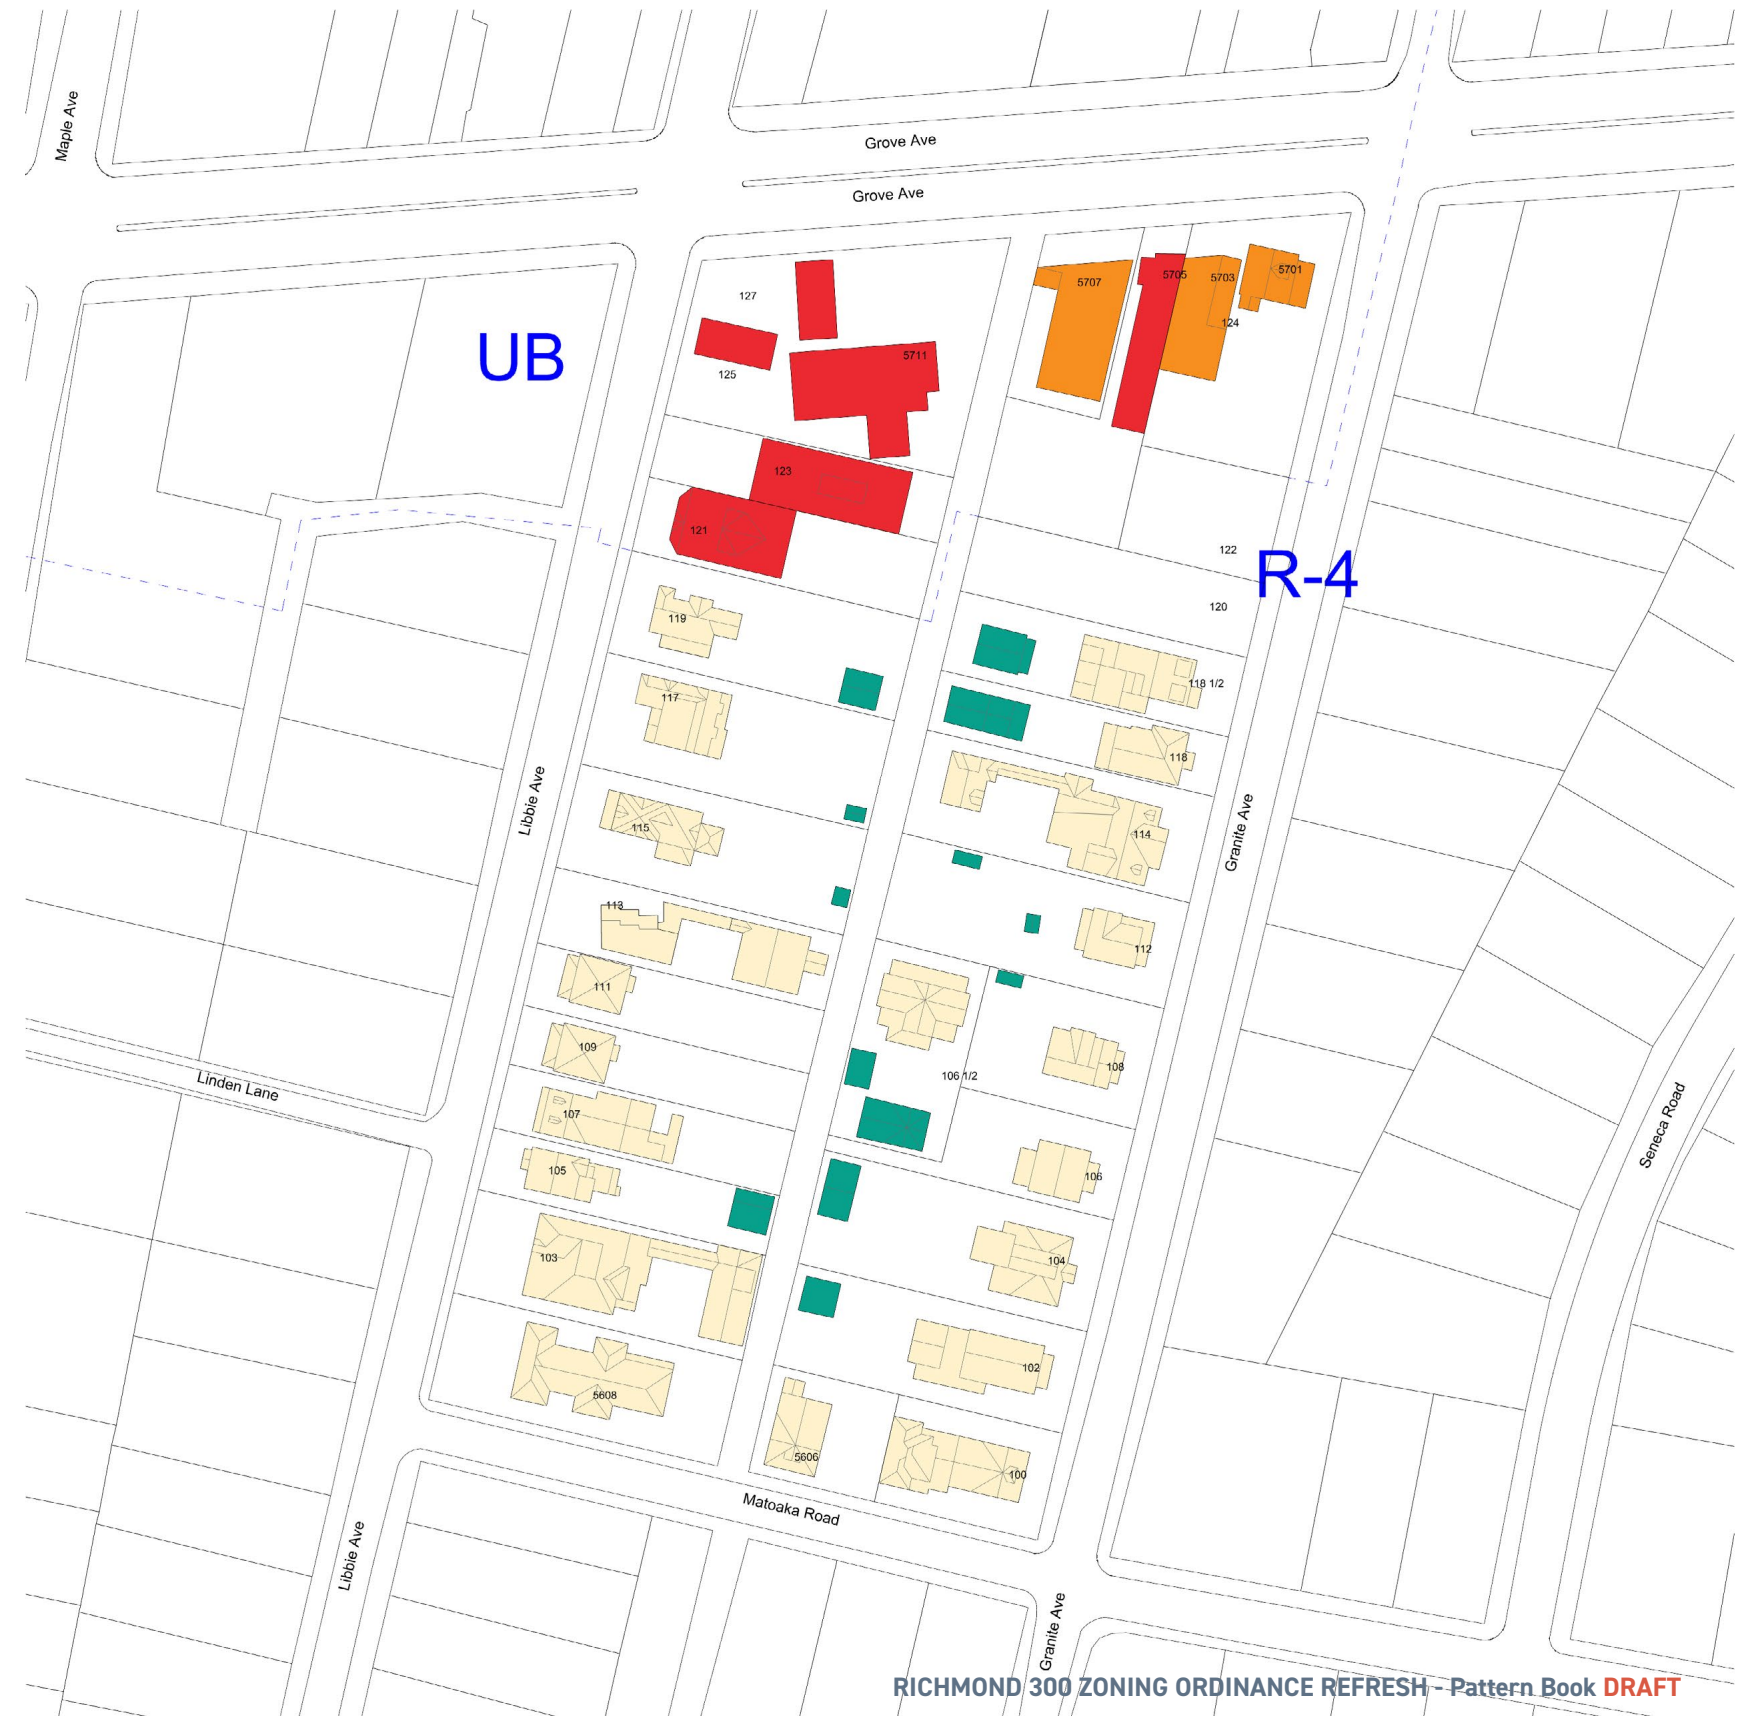 Maple Ave
Grove Ave
Grove Ave
127
5707
5705
5703
5701
124
UB
5711
125
123
121
122
R-4
120
119
118 1/2
117
118
Libbie Ave
115
114
Granite Ave
113
112
111
109
108
106 1/2
Linden Lane
107
Seneca Road
105
106
103
104
102
5608
5606
100
Matoaka Road
Libbie Ave
Granite Ave
RICHMOND 300 ZONING ORDINANCE REFRESH - Pattern Book DRAFT